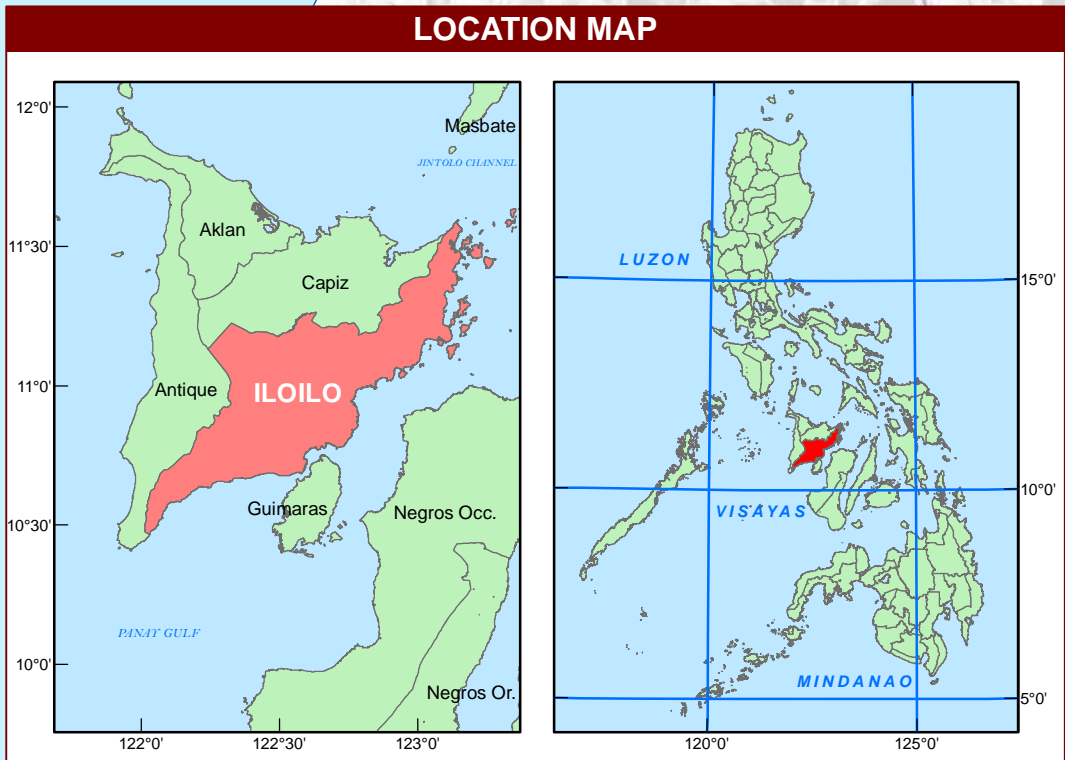 LOCATION MAP
12°0'
Masbate
JINTOLO CHANNEL
Aklan
11°30'
Capiz
11°0'
Antique
ILOILO
10°30'
Guimaras
Negros Occ.
PANAY GULF
10°0'
Negros Or.
122°0'
122°30'
123°0'
LUZON
15°0'
10°0'
VISAYAS
MINDANAO
5°0'
120°0'
125°0'